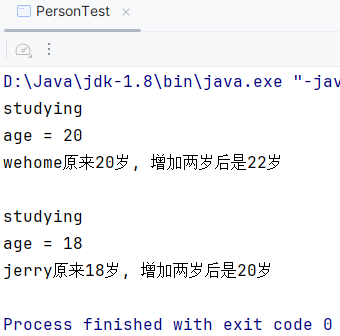 PersonTest
D:\Java\jdk-1.8\bin\java.exe "-jav
studying
age = 20
wehome原来20岁, 增加两岁后是22岁
studying
age = 18
jerry原来18岁, 增加两岁后是20岁
Process finished with exit code 0